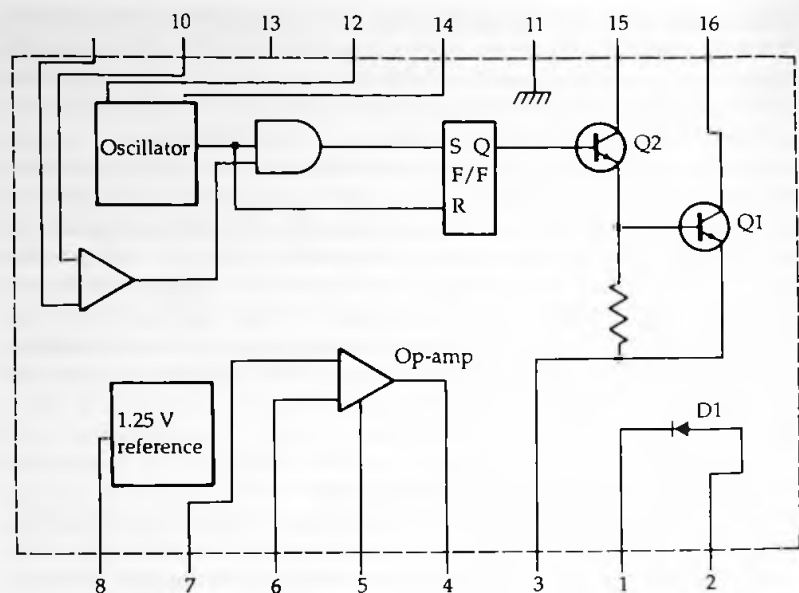 10 13 12 14 11 15 16
Oscillator
S Q
F/F
R
Q2
Q1
Op-amp
1.25 V
reference
D1
8 7 6 5 4 3 1 2